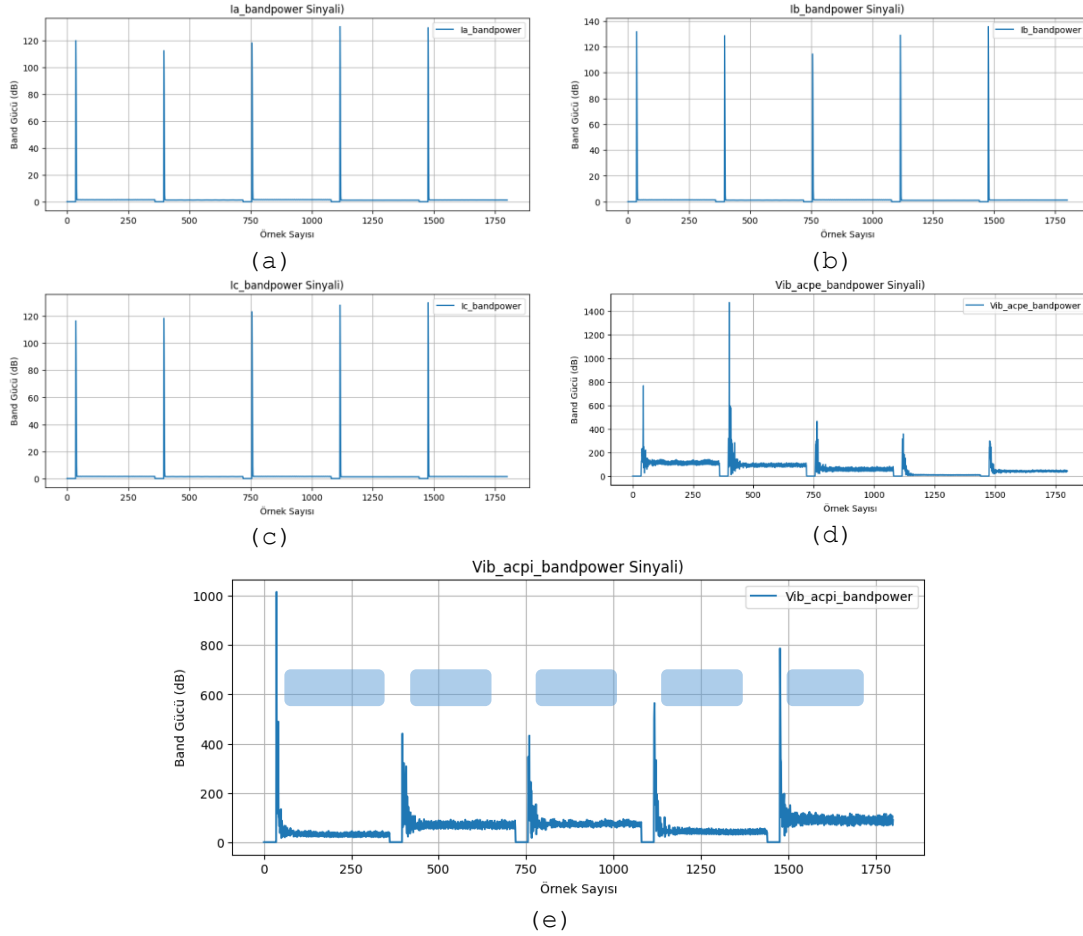 Ia_bandpower Sinyali)
Ia_bandpower
Band Gücü (dB)
120
100
80
60
40
20
0
0 250 500 750 1000 1250 1500 1750
Örnek Sayısı
(a)
Ib_bandpower Sinyali)
Ib_bandpower
Band Gücü (dB)
140
120
100
80
60
40
20
0
0 250 500 750 1000 1250 1500 1750
Örnek Sayısı
(b)
Ic_bandpower Sinyali)
Ic_bandpower
Band Gücü (dB)
120
100
80
60
40
20
0
0 250 500 750 1000 1250 1500 1750
Örnek Sayısı
(c)
Vib_acpe_bandpower Sinyali)
Vib_acpe_bandpower
Band Gücü (dB)
1400
1200
1000
800
600
400
200
0
0 250 500 750 1000 1250 1500 1750
Örnek Sayısı
(d)
Vib_acpi_bandpower Sinyali)
Vib_acpi_bandpower
Band Gücü (dB)
1000
800
600
400
200
0
0 250 500 750 1000 1250 1500 1750
Örnek Sayısı
(e)